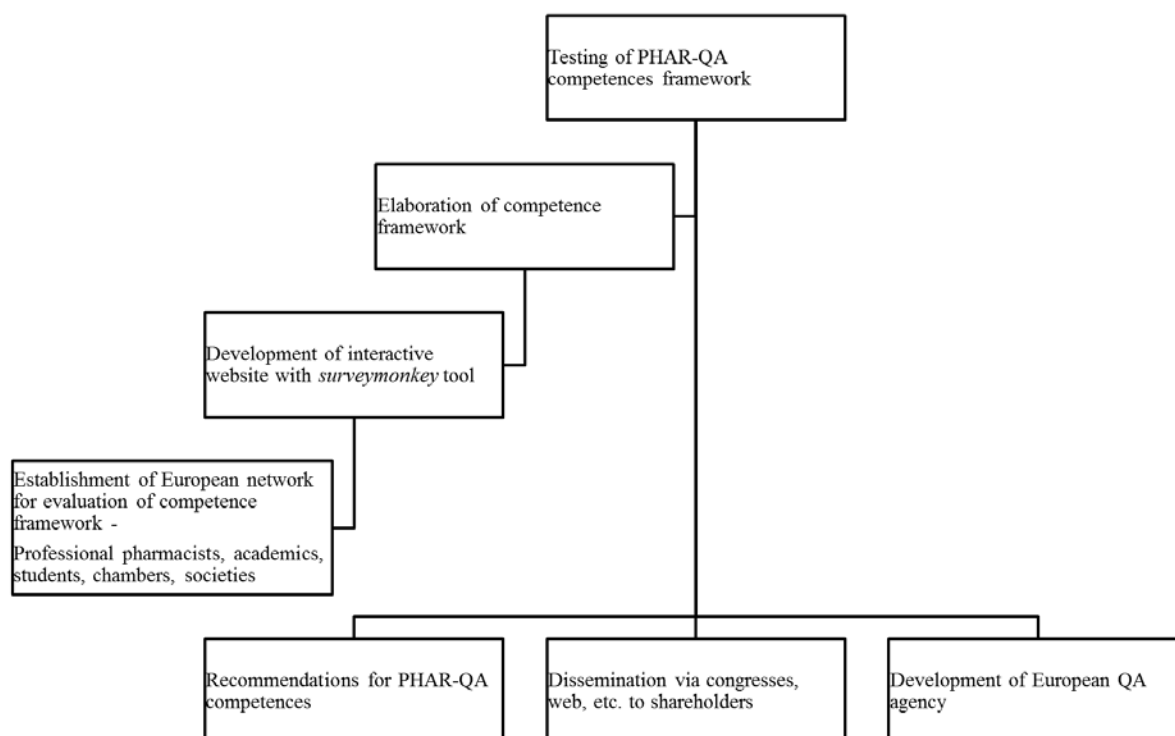 Testing of PHAR-QA
competences framework
Elaboration of competence
framework
Development of interactive
website with surveymonkey tool
Establishment of European network
for evaluation of competence
framework -
Professional pharmacists, academics,
students, chambers, societies
Recommendations for PHAR-QA
competences
Dissemination via congresses,
web, etc. to shareholders
Development of European QA
agency